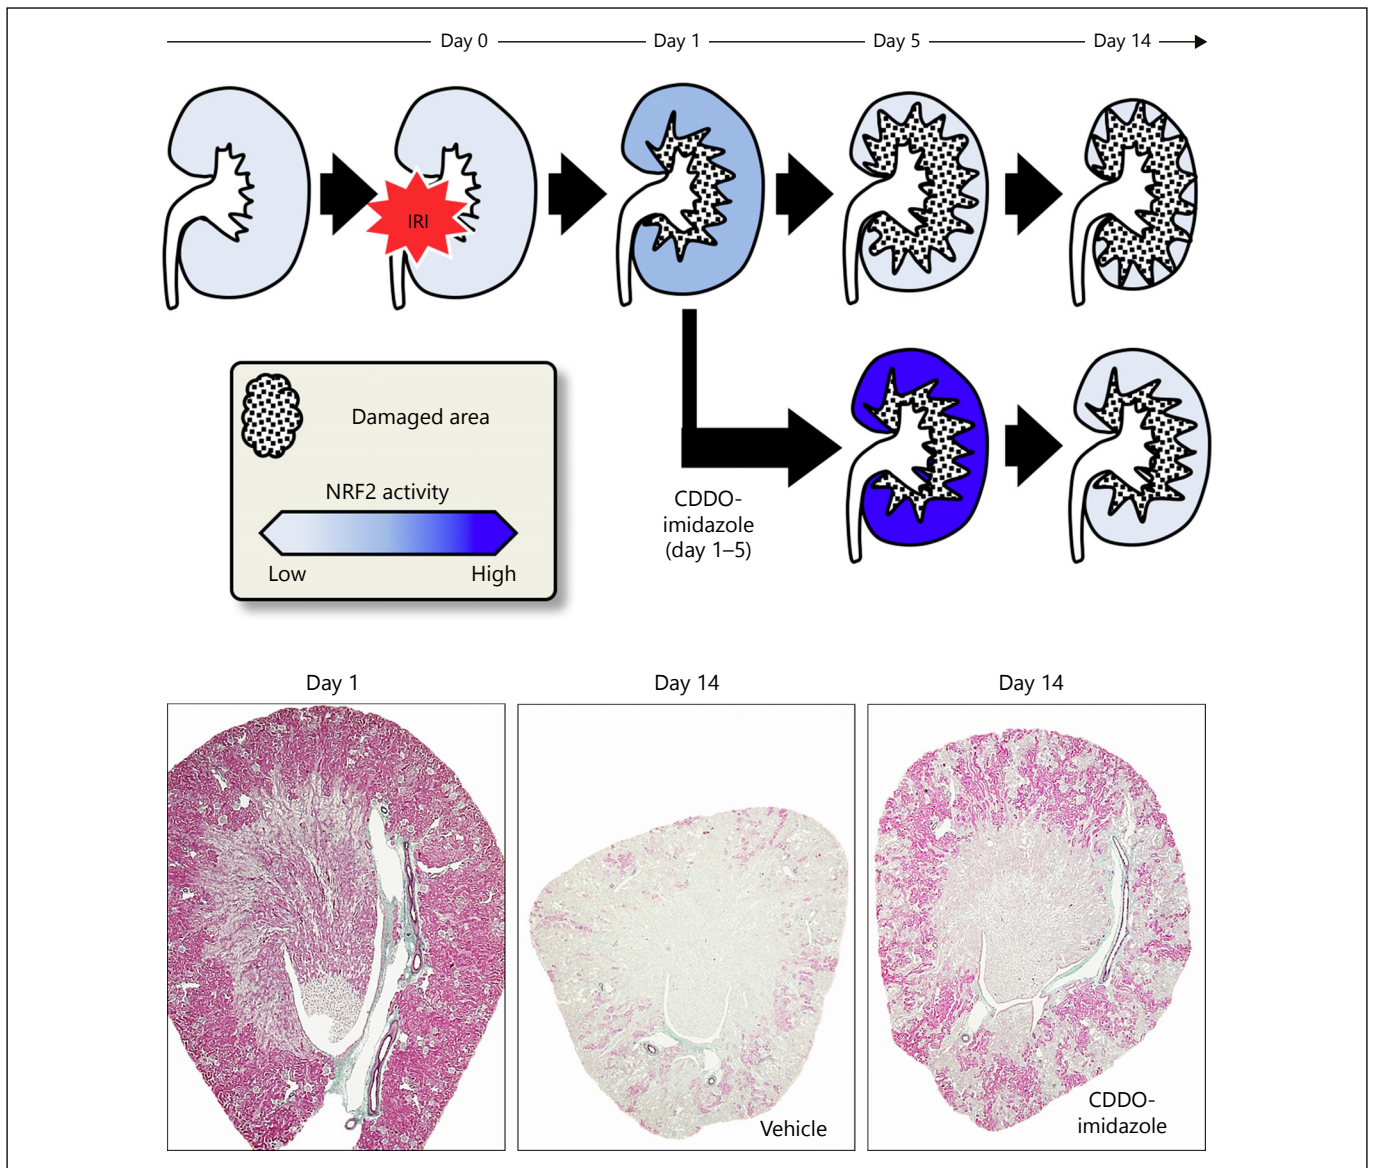 Day 0
Day 1
Day 5
Day 14
IRI
Damaged area
NRF2 activity
Low
High
CDDO-
imidazole
(day 1–5)
Day 1
Day 14
Day 14
Vehicle
CDDO-
imidazole